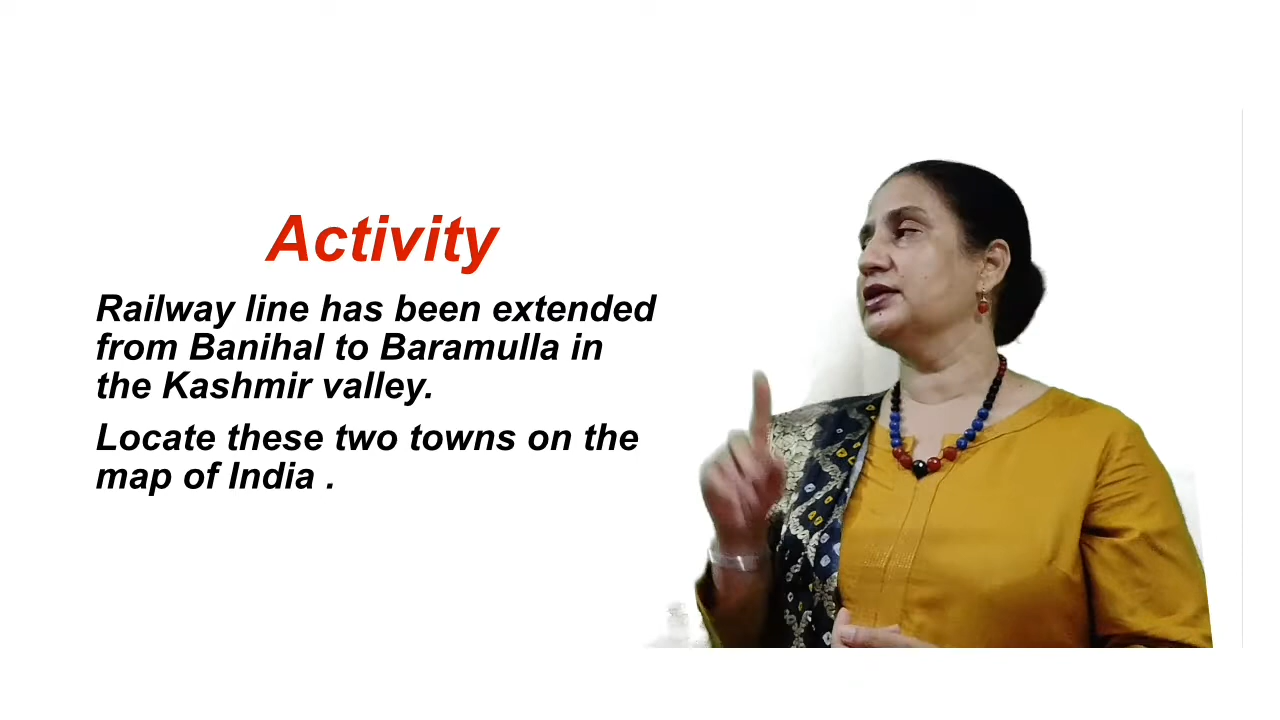 Activity
Railway line has been extended
from Banihal to Baramulla in
the Kashmir valley.
Locate these two towns on the
map of India .